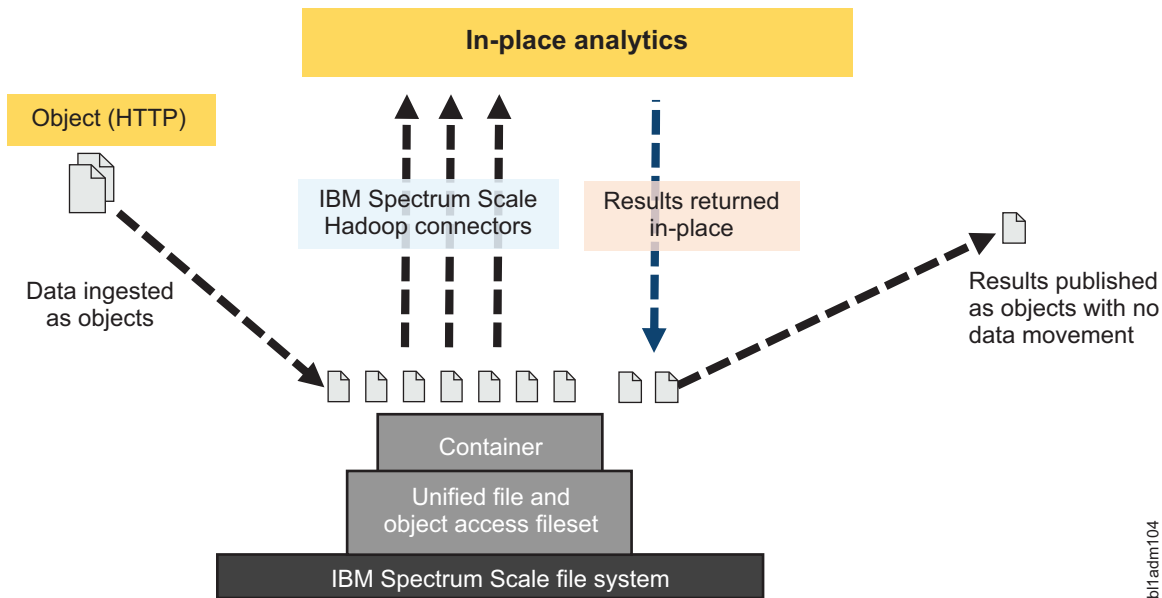 In-place analytics
Object (HTTP)
IBM Spectrum Scale
Hadoop connectors
Results returned
in-place
Data ingested
as objects
Results published
as objects with no
data movement
Container
Unified file and
object access fileset
IBM Spectrum Scale file system
bl1adm104